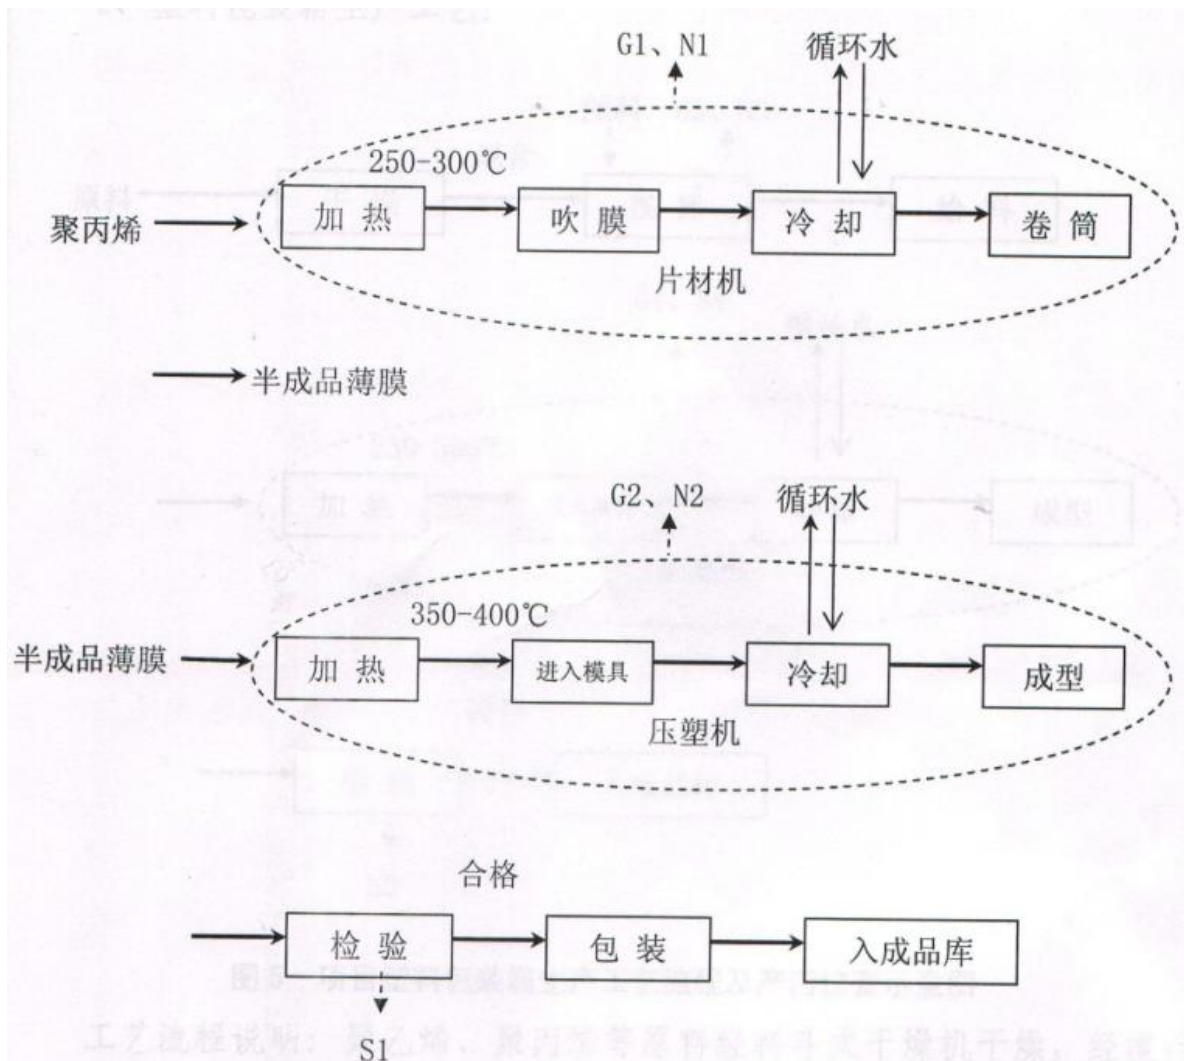 G1、N1
循环水
250-300℃
聚丙烯
加热
吹膜
冷却
卷筒
片材机
半成品薄膜
G2、N2
循环水
350-400℃
半成品薄膜
加热
进入模具
冷却
成型
压塑机
合格
检验
包装
入成品库
S1